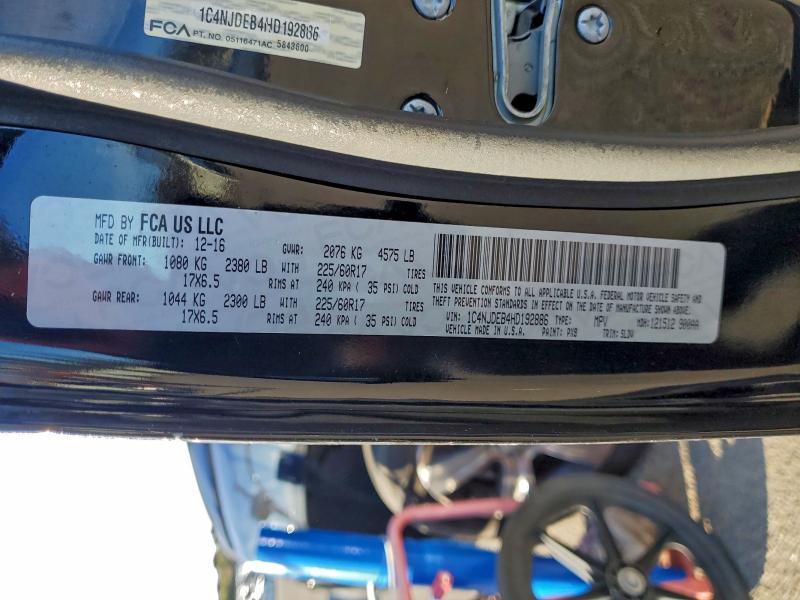 1C4NJDEB4HD192886
FCA PT. NO. 05116471AC 5843600
MFD BY FCA US LLC
DATE OF MFR(BUILT): 12-16 GVWR: 2076 KG 4575 LB
GAWR FRONT: 1080 KG 2380 LB WITH 225/60R17 TIRES
17X6.5 RIMS AT 240 KPA ( 35 PSI) COLD
GAWR REAR: 1044 KG 2300 LB WITH 225/60R17 TIRES
17X6.5 RIMS AT 240 KPA ( 35 PSI) COLD
THIS VEHICLE CONFORMS TO ALL APPLICABLE U.S.A. FEDERAL MOTOR VEHICLE SAFETY AND
THEFT PREVENTION STANDARDS IN EFFECT ON THE DATE OF MANUFACTURE SHOWN ABOVE.
VIN: 1C4NJDEB4HD192886 TYPE: MPV MDH: 121512 900AA
VEHICLE MADE IN U.S.A. PAINT: PX8 TRIM: SLDV